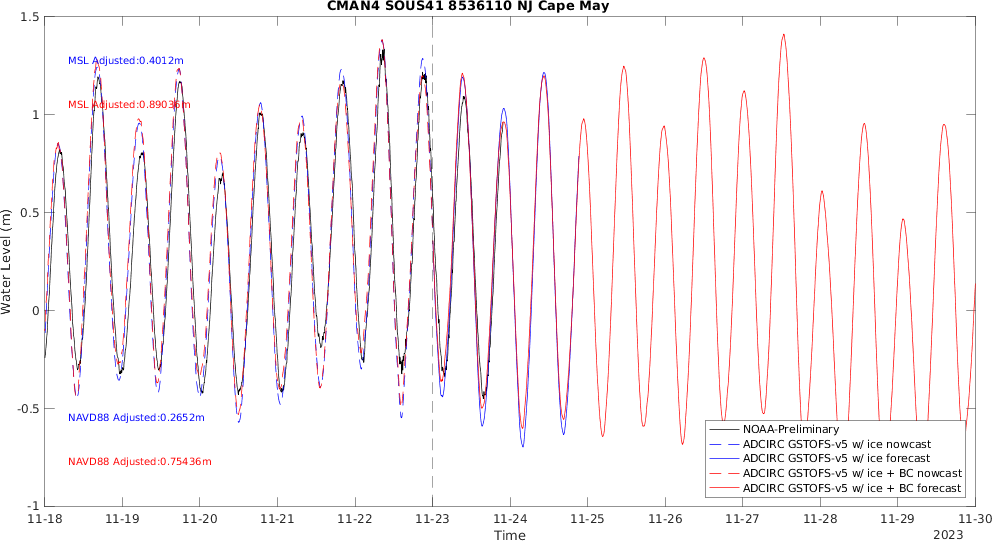 CMAN4 SOUS41 8536110 NJ Cape May
1.5
MSL Adjusted:0.4012m
MSL Adjusted:0.89036m
1
0.5
Water Level (m)
0
-0.5
NAVD88 Adjusted:0.2652m
NAVD88 Adjusted:0.75436m
NOAA-Preliminary
ADCIRC GSTOFS-v5 w/ ice nowcast
ADCIRC GSTOFS-v5 w/ ice forecast
ADCIRC GSTOFS-v5 w/ ice + BC nowcast
ADCIRC GSTOFS-v5 w/ ice + BC forecast
-1
11-18 11-19 11-20 11-21 11-22 11-23 11-24 11-25 11-26 11-27 11-28 11-29 11-30
Time
2023